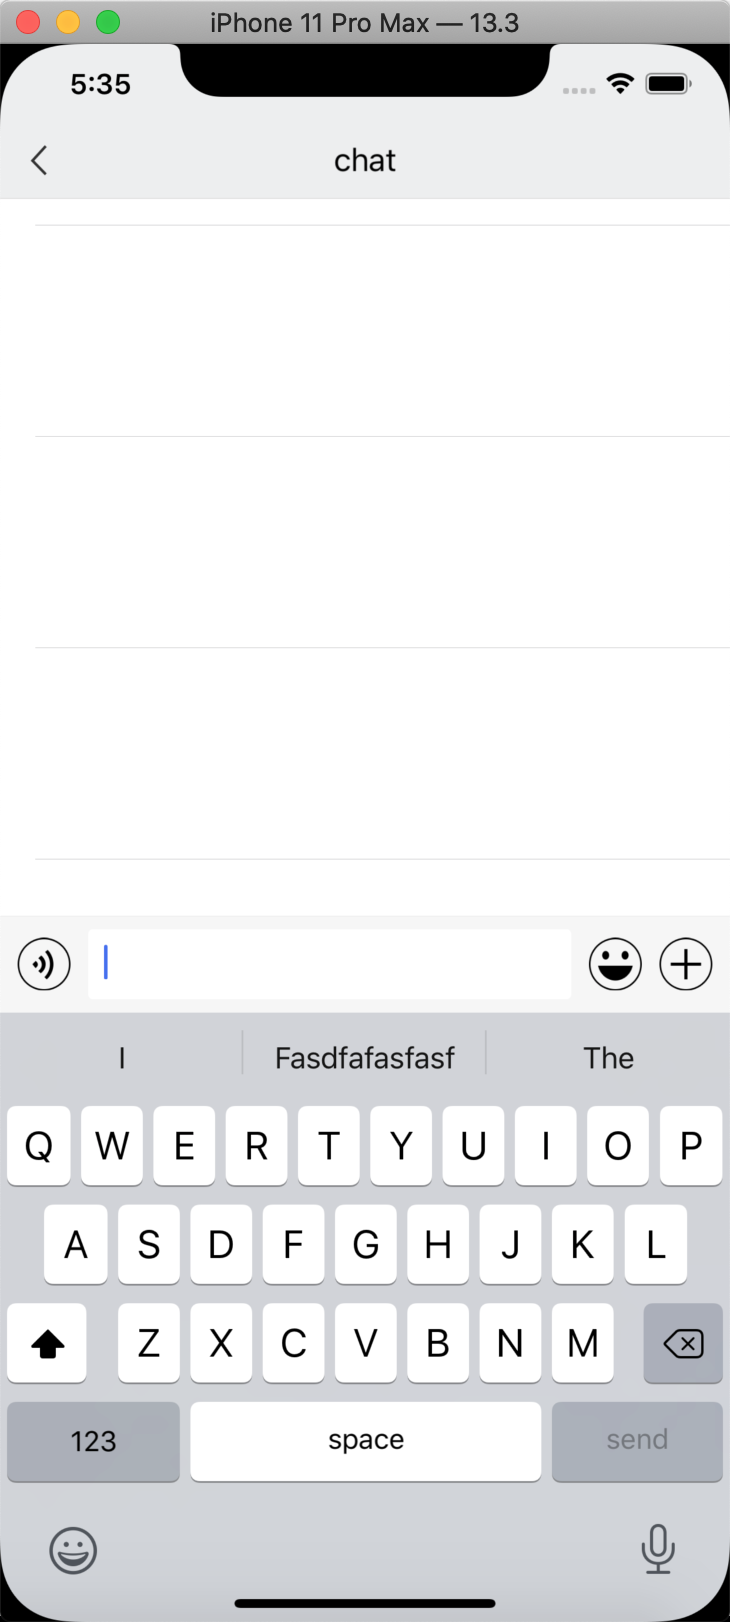 iPhone 11 Pro Max — 13.3
5:35
chat
I Fasdfafasfasf The
Q W E R T Y U I O P
A S D F G H J K L
Z X C V B N M
123 space send